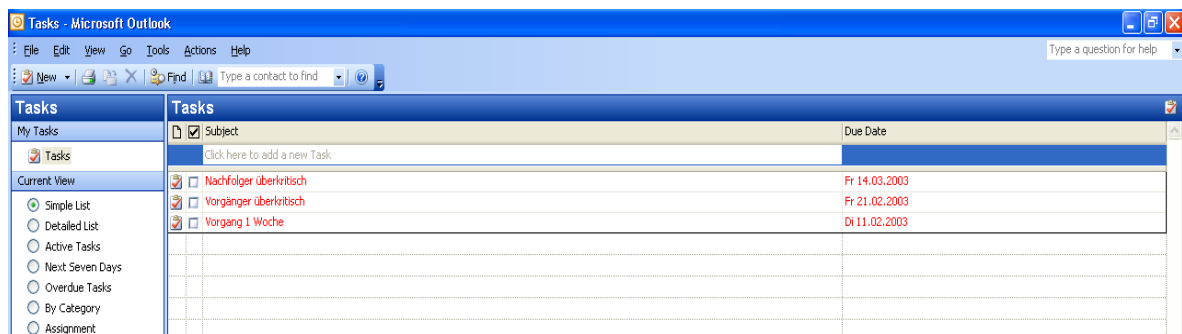 Tasks - Microsoft Outlook
File Edit View Go Tools Actions Help Type a question for help
New Find Type a contact to find
Tasks
My Tasks
Tasks
Current View
Simple List
Detailed List
Active Tasks
Next Seven Days
Overdue Tasks
By Category
Assignment
Tasks
Subject Due Date
Click here to add a new Task
Nachfolger überkritisch Fr 14.03.2003
Vorgänger überkritisch Fr 21.02.2003
Vorgang 1 Woche Di 11.02.2003